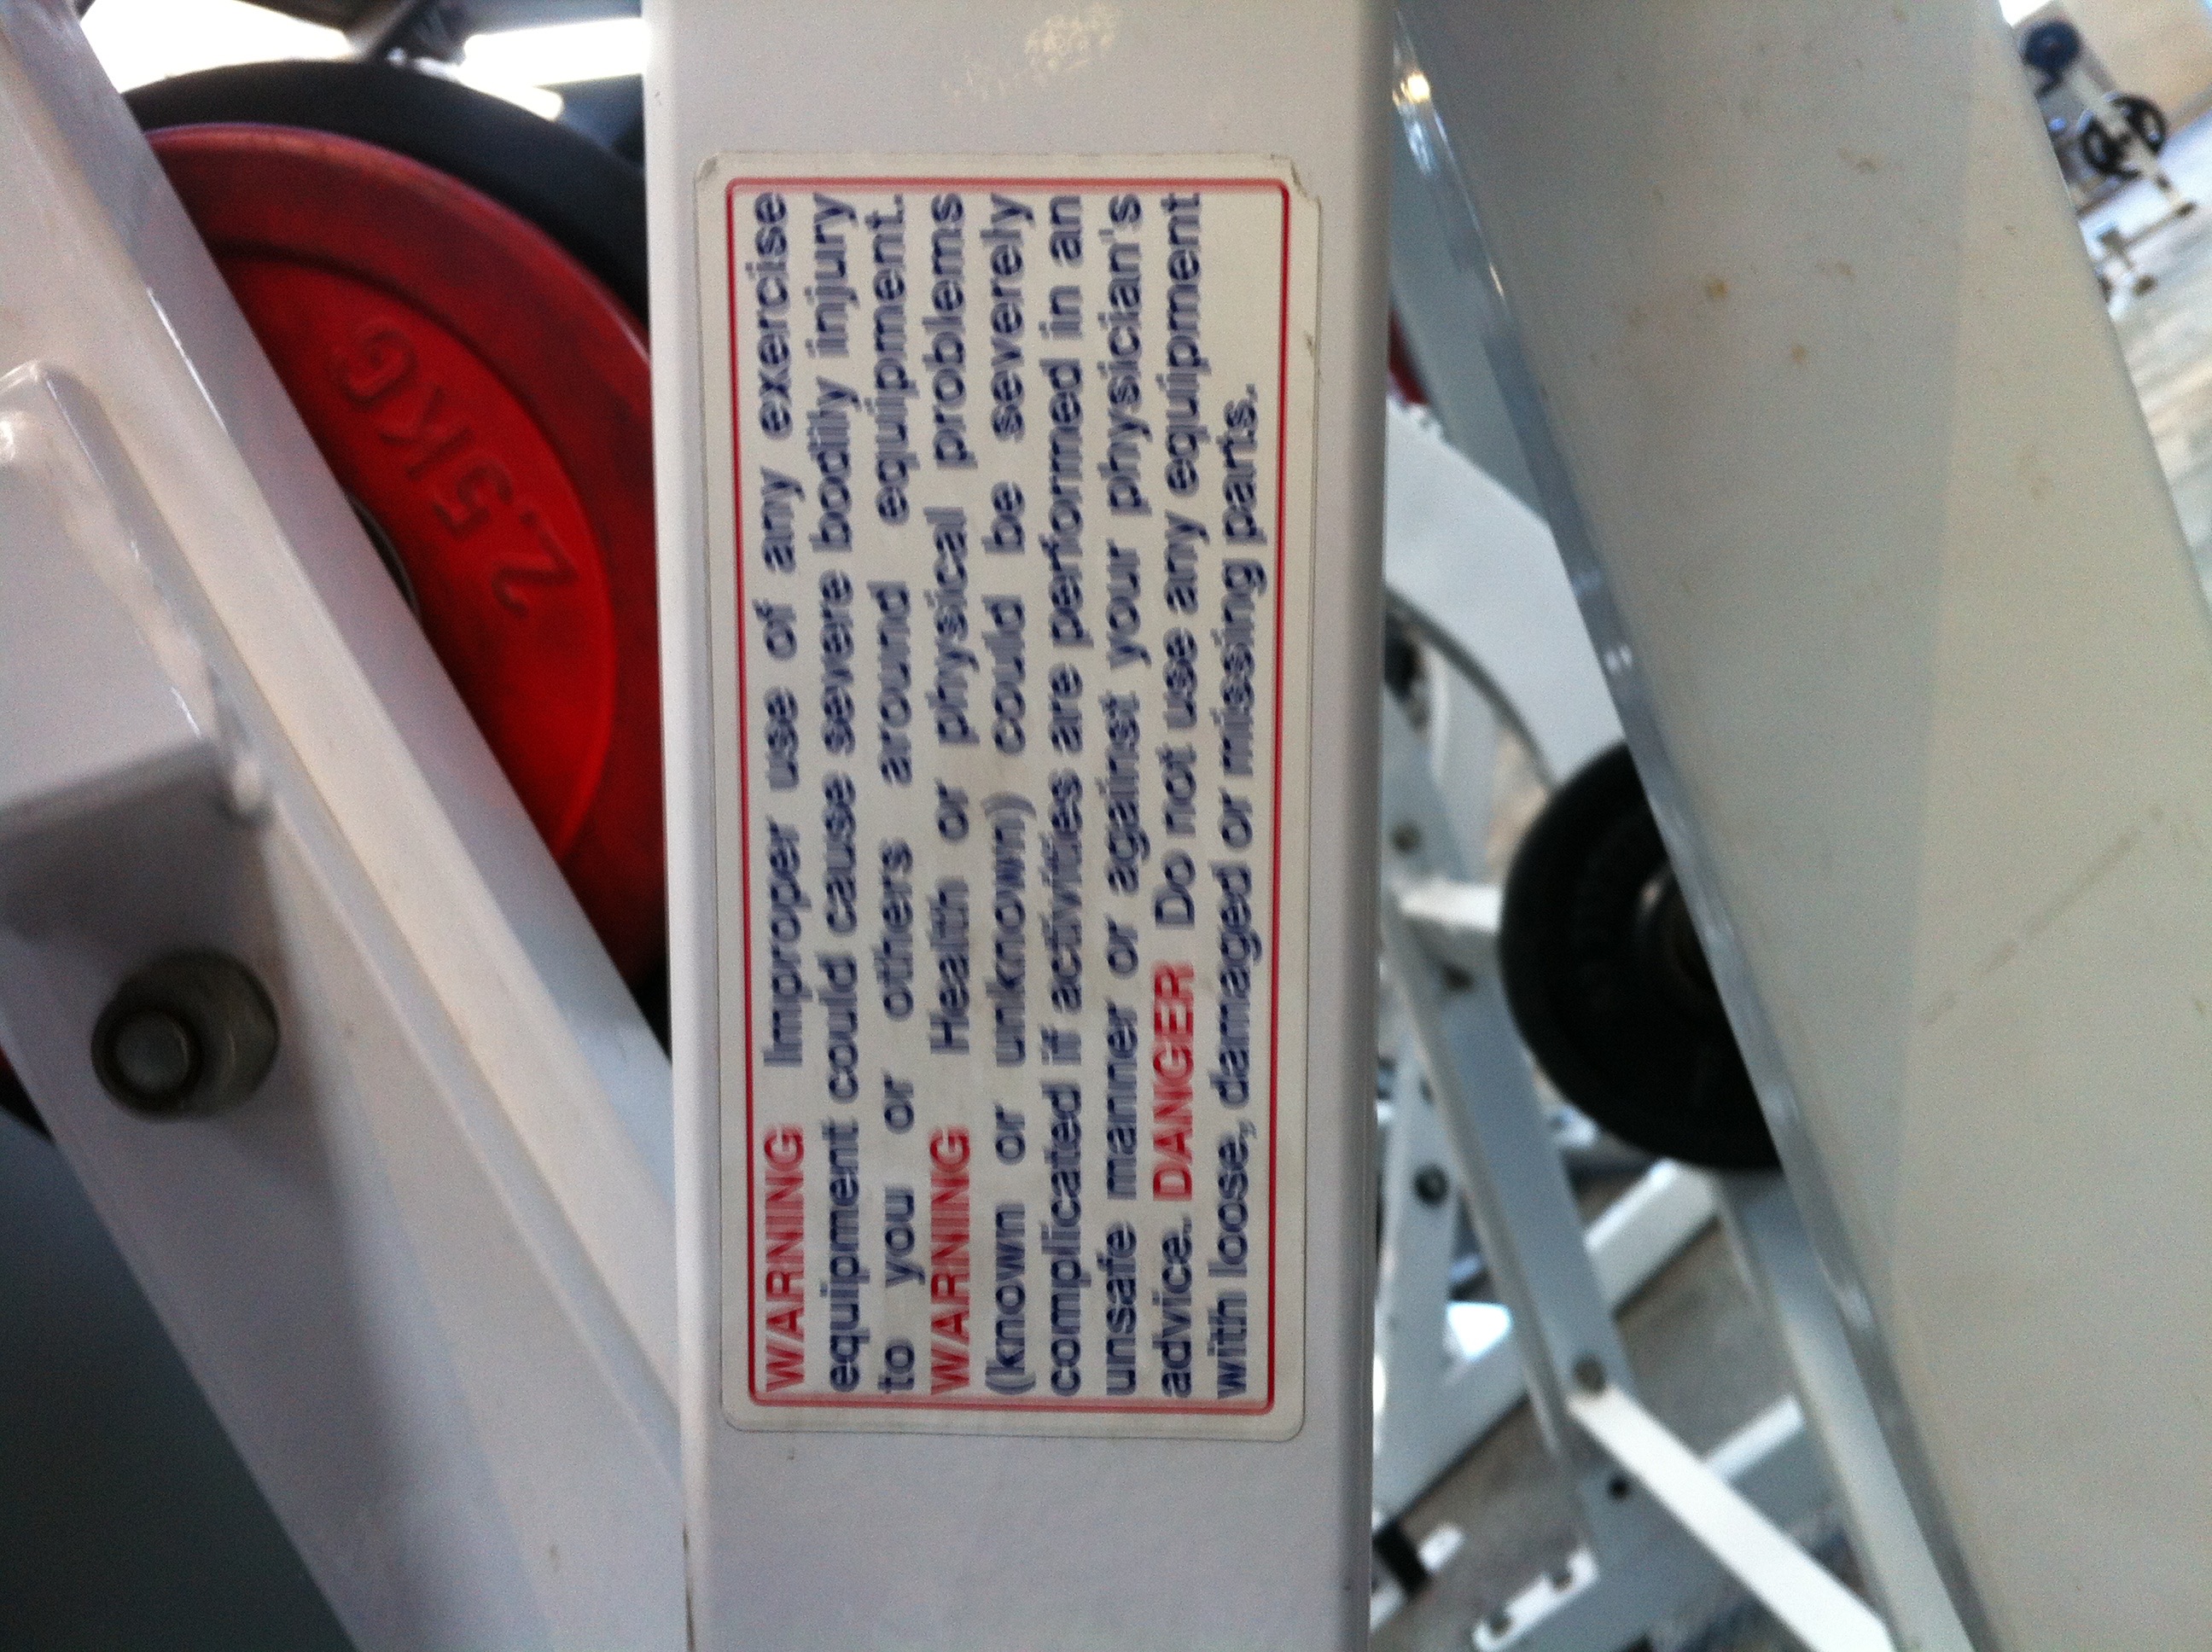 WARNING Improper use of any exercise
equipment could cause severe bodily injury
to you or others around equipment.
WARNING Health or physical problems
(known or unknown) could be severely
complicated if activities are performed in an
unsafe manner or against your physician's
advice. DANGER Do not use any equipment
with loose, damaged or missing parts.
2.5KG